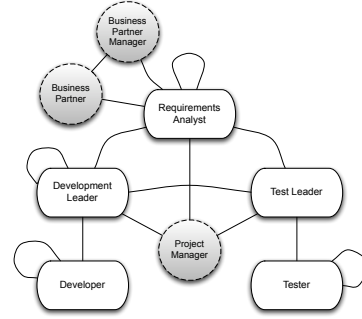 Business
Partner
Manager
Business
Partner
Requirements
Analyst
Development
Leader
Test Leader
Project
Manager
Developer
Tester